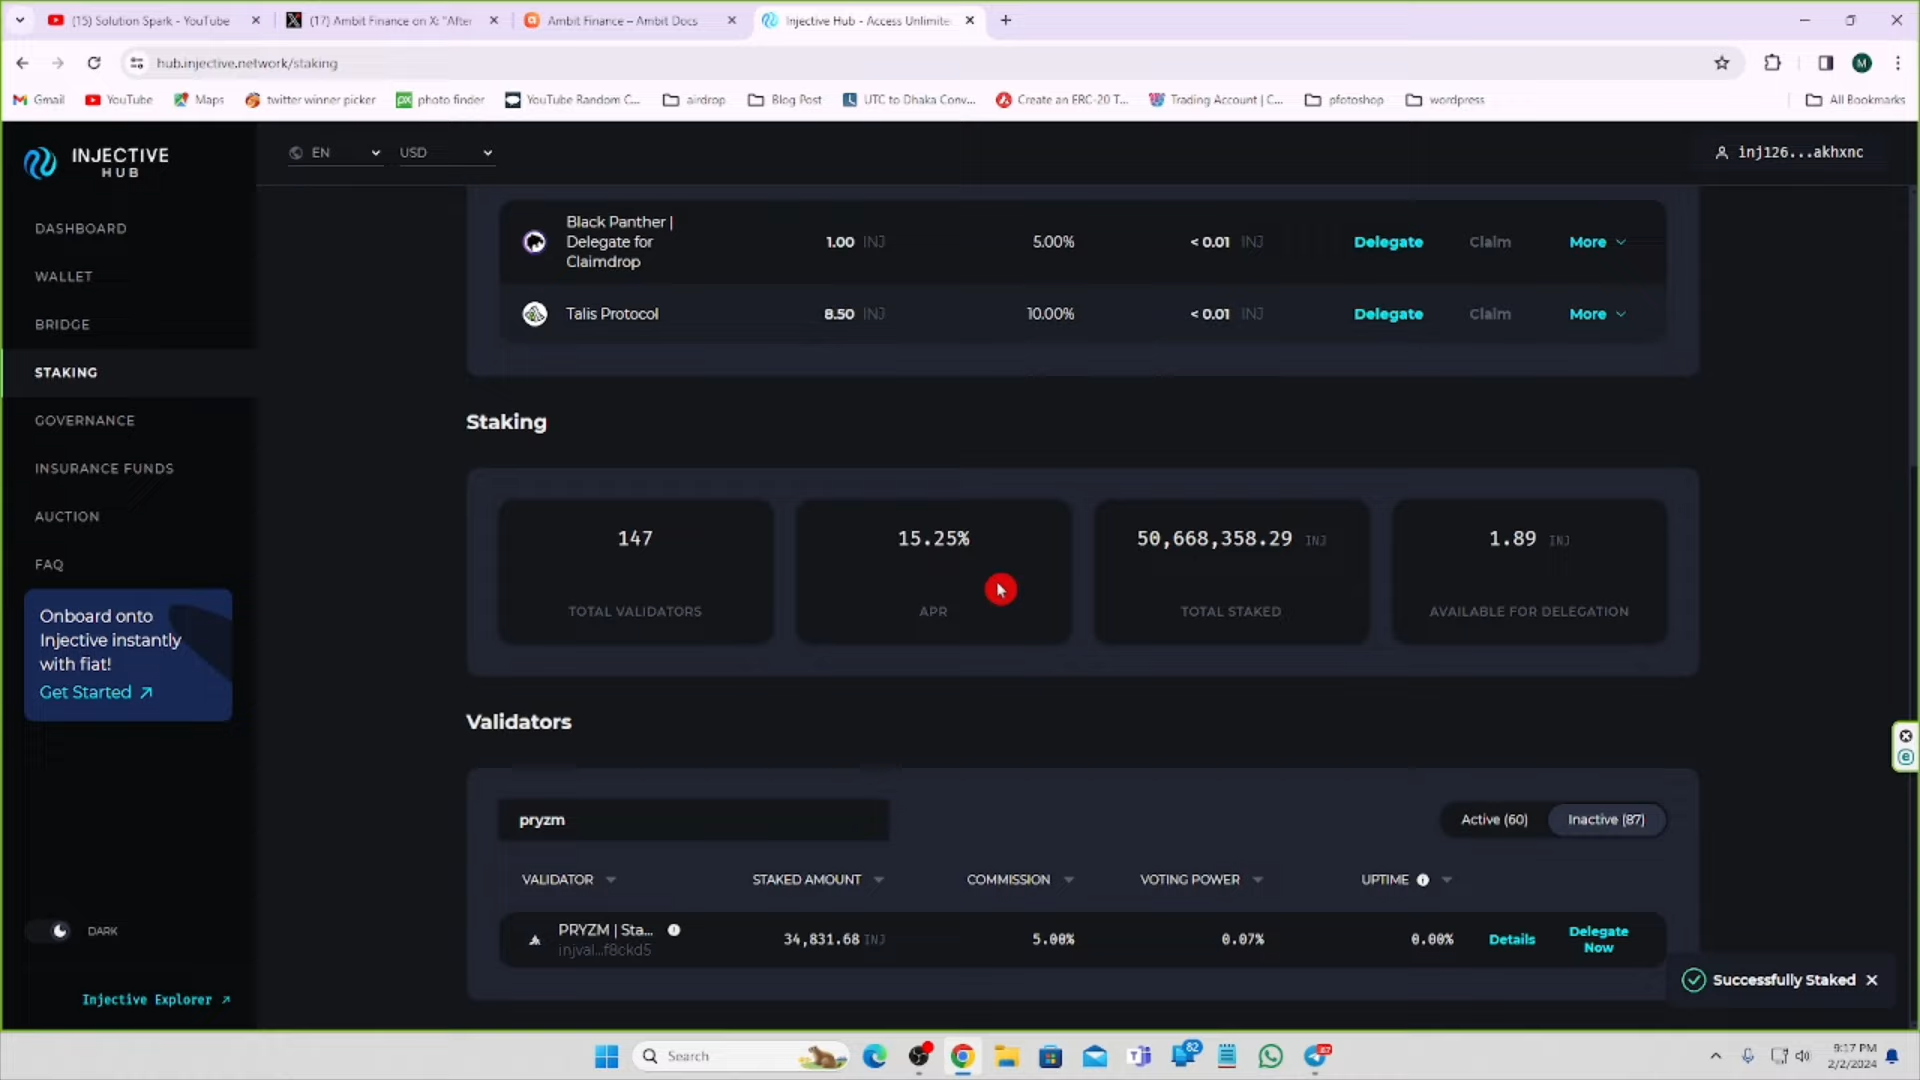 (15) Solution Spark - YouTube
(17) Ambit Finance on X: "After
Ambit Finance – Ambit Docs
Injective Hub - Access Unlimite
hub.injective.network/staking
M
Gmail
YouTube
Maps
twitter winner picker
photo finder
YouTube Random C...
airdrop
Blog Post
UTC to Dhaka Conv...
Create an ERC-20 T...
Trading Account | C...
pfotoshop
wordpress
All Bookmarks
INJECTIVE
HUB
EN
USD
inj126...akhxnc
DASHBOARD
WALLET
BRIDGE
STAKING
GOVERNANCE
INSURANCE FUNDS
AUCTION
FAQ
Onboard onto
Injective instantly
with fiat!
Get Started ↗
DARK
Injective Explorer ↗
Black Panther |
Delegate for
Claimdrop
1.00 INJ
5.00%
< 0.01 INJ
Delegate
Claim
More
Talis Protocol
8.50 INJ
10.00%
< 0.01 INJ
Delegate
Claim
More
Staking
147
TOTAL VALIDATORS
15.25%
APR
50,668,358.29 INJ
TOTAL STAKED
1.89 INJ
AVAILABLE FOR DELEGATION
Validators
pryzm
Active (60)
Inactive (87)
VALIDATOR
STAKED AMOUNT
COMMISSION
VOTING POWER
UPTIME
PRYZM | Sta...
injval...f8ckd5
34,831.68 INJ
5.00%
0.07%
0.00%
Details
Delegate
Now
Successfully Staked
Search
82
9:17 PM
2/2/2024